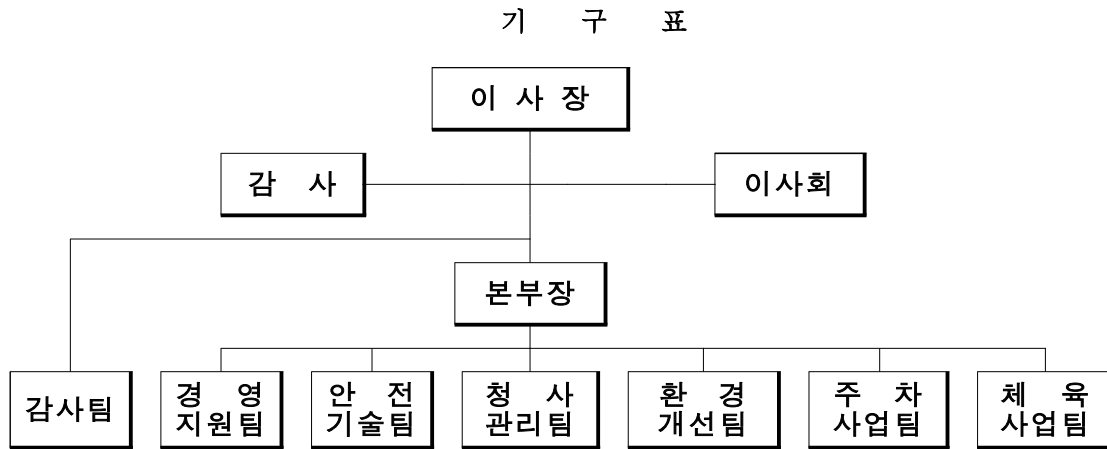 기 구 표
이 사 장
감 사
이사회
본부장
감사팀
경 영
지원팀
안 전
기술팀
청 사
관리팀
환 경
개선팀
주 차
사업팀
체 육
사업팀